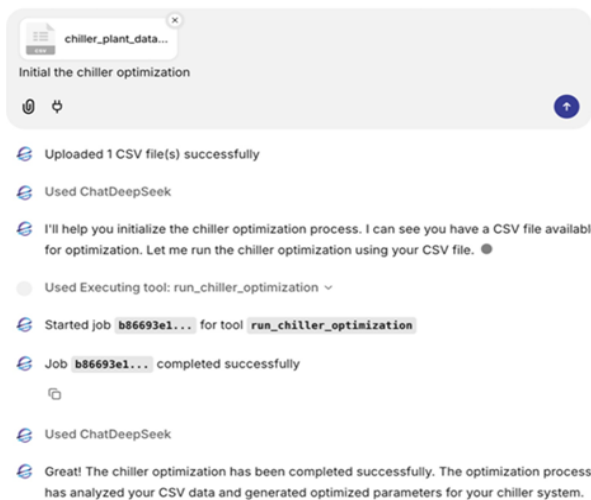 chiller_plant_data...
CSV
Initial the chiller optimization
Uploaded 1 CSV file(s) successfully
Used ChatDeepSeek
I'll help you initialize the chiller optimization process. I can see you have a CSV file availabl
for optimization. Let me run the chiller optimization using your CSV file.
Used Executing tool: run_chiller_optimization
Started job b86693e1... for tool run_chiller_optimization
Job b86693e1... completed successfully
Used ChatDeepSeek
Great! The chiller optimization has been completed successfully. The optimization process
has analyzed your CSV data and generated optimized parameters for your chiller system.